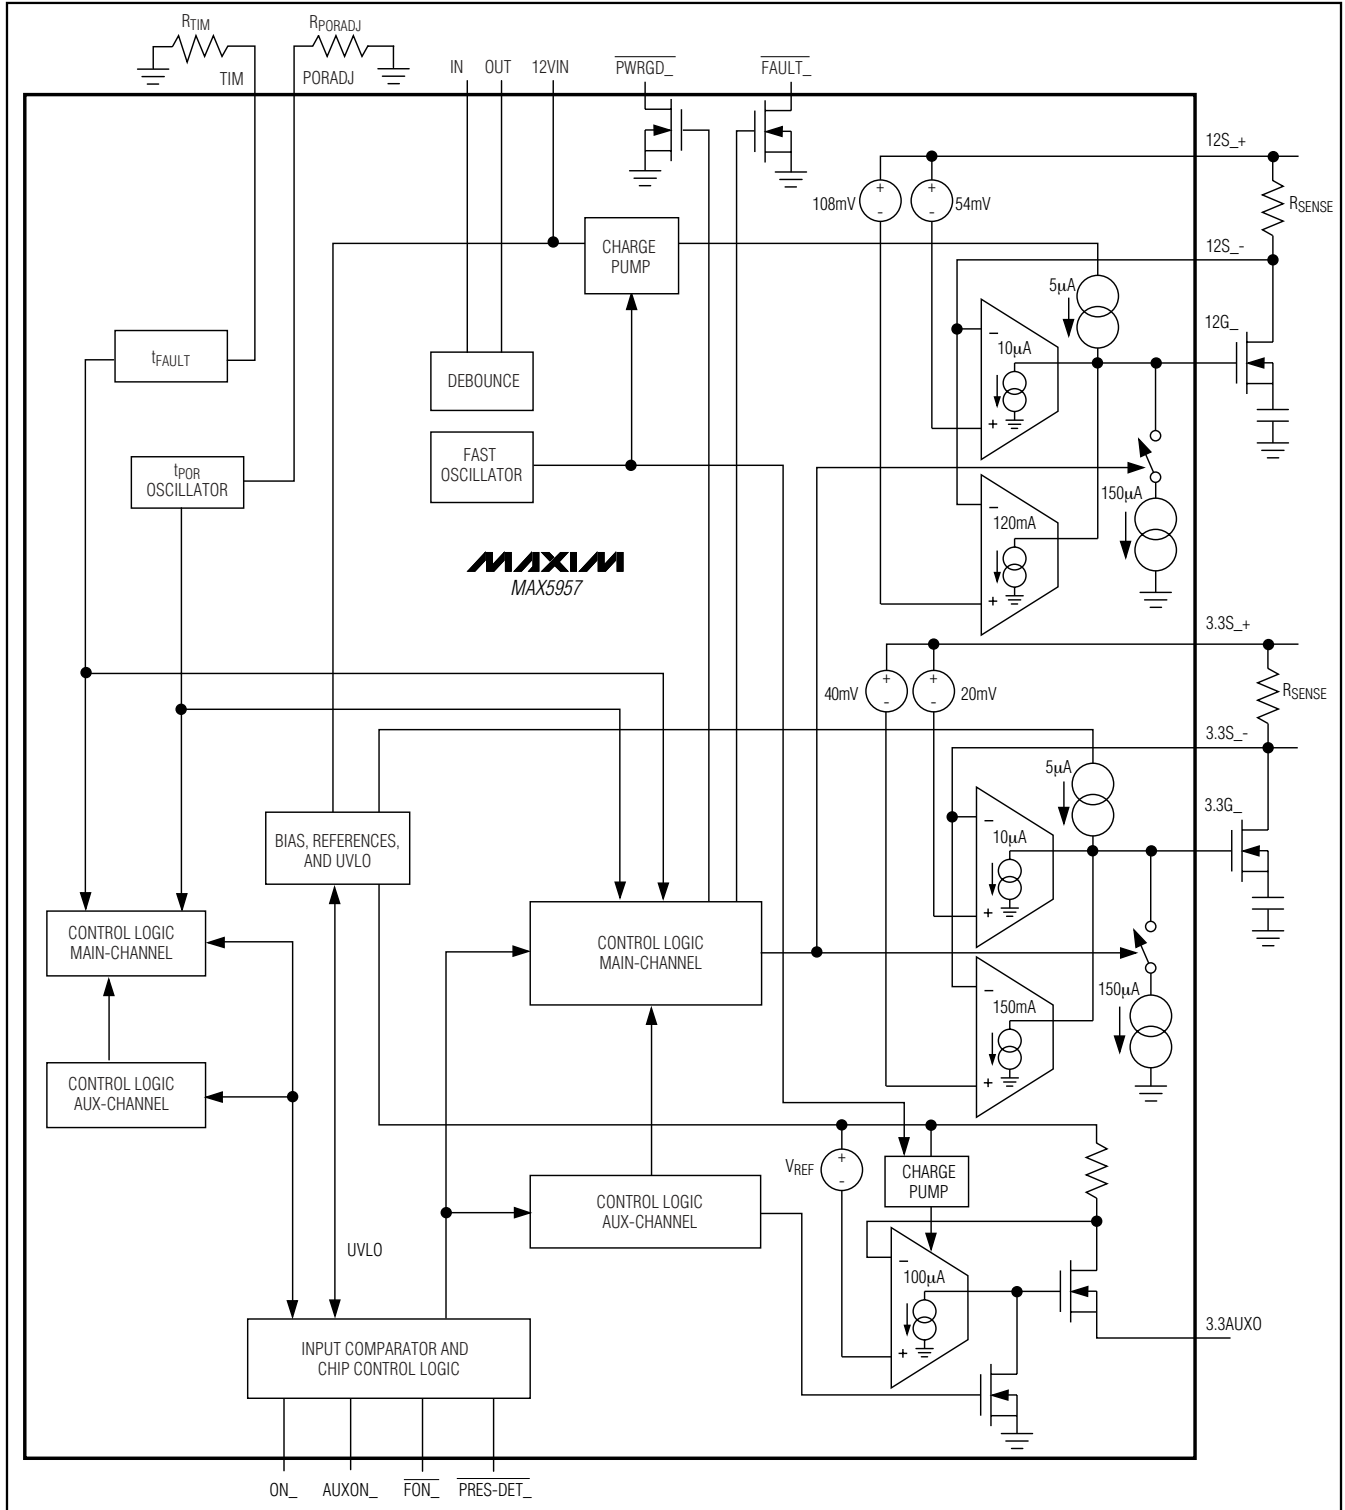 RTIM
RPORADJ
TIM
PORADJ
IN
OUT
12VIN
PWRGD_
FAULT_
12S_+
108mV
+
-
+
-
54mV
RSENSE
CHARGE
PUMP
12S_-
5µA
12G_
tFAULT
−
10µA
+
DEBOUNCE
FAST
OSCILLATOR
tPOR
OSCILLATOR
150µA
−
120mA
+
MAXIM
MAX5957
3.3S_+
40mV
+
-
+
-
20mV
RSENSE
3.3S_-
5µA
3.3G_
BIAS, REFERENCES,
AND UVLO
−
10µA
+
CONTROL LOGIC
MAIN-CHANNEL
CONTROL LOGIC
MAIN-CHANNEL
150µA
−
150mA
+
CONTROL LOGIC
AUX-CHANNEL
VREF
+
-
CHARGE
PUMP
CONTROL LOGIC
AUX-CHANNEL
UVLO
−
100µA
+
3.3AUXO
INPUT COMPARATOR AND
CHIP CONTROL LOGIC
ON_
AUXON_
FON_
PRES-DET_